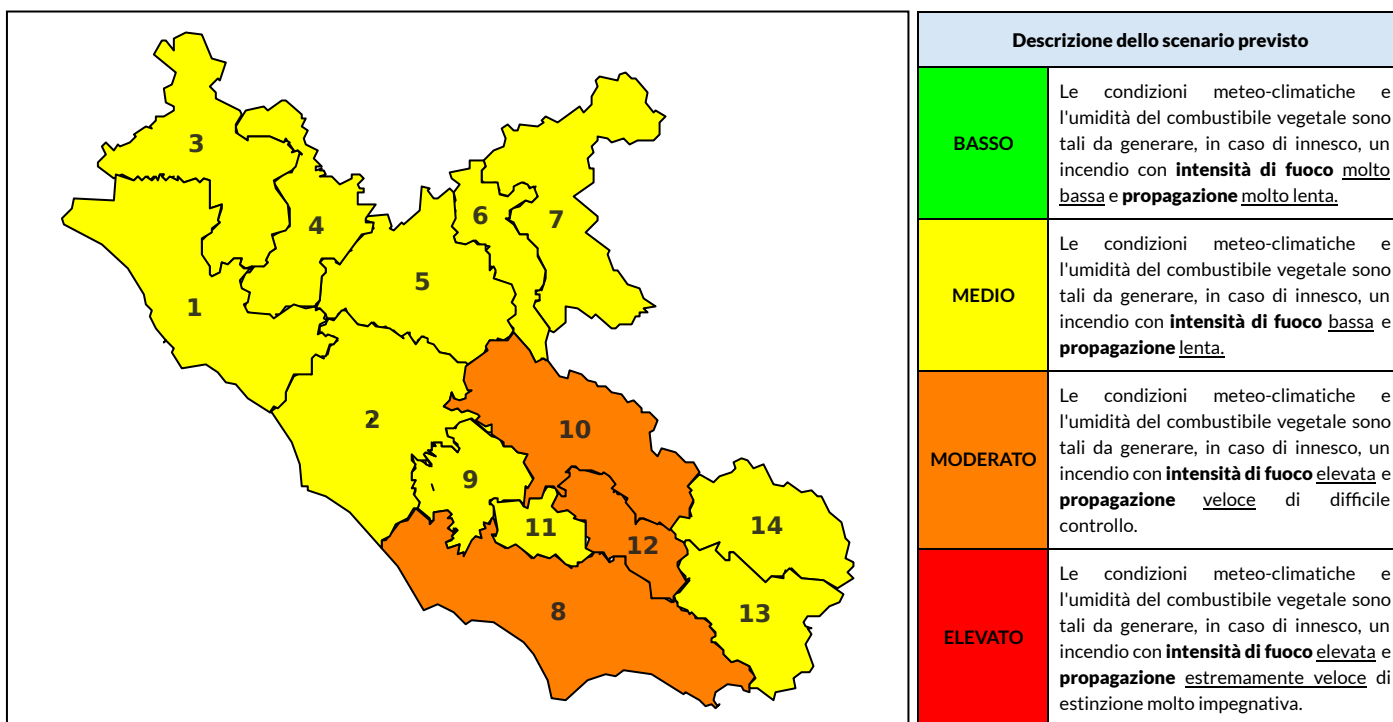 3
4
6
7
5
1
2
10
9
11
14
12
8
13
Descrizione dello scenario previsto
BASSO
Le condizioni meteo-climatiche e
l'umidità del combustibile vegetale sono
tali da generare, in caso di innesco, un
incendio con intensità di fuoco molto
bassa e propagazione molto lenta.
MEDIO
Le condizioni meteo-climatiche e
l'umidità del combustibile vegetale sono
tali da generare, in caso di innesco, un
incendio con intensità di fuoco bassa e
propagazione lenta.
MODERATO
Le condizioni meteo-climatiche e
l'umidità del combustibile vegetale sono
tali da generare, in caso di innesco, un
incendio con intensità di fuoco elevata e
propagazione veloce di difficile
controllo.
ELEVATO
Le condizioni meteo-climatiche e
l'umidità del combustibile vegetale sono
tali da generare, in caso di innesco, un
incendio con intensità di fuoco elevata e
propagazione estremamente veloce di
estinzione molto impegnativa.